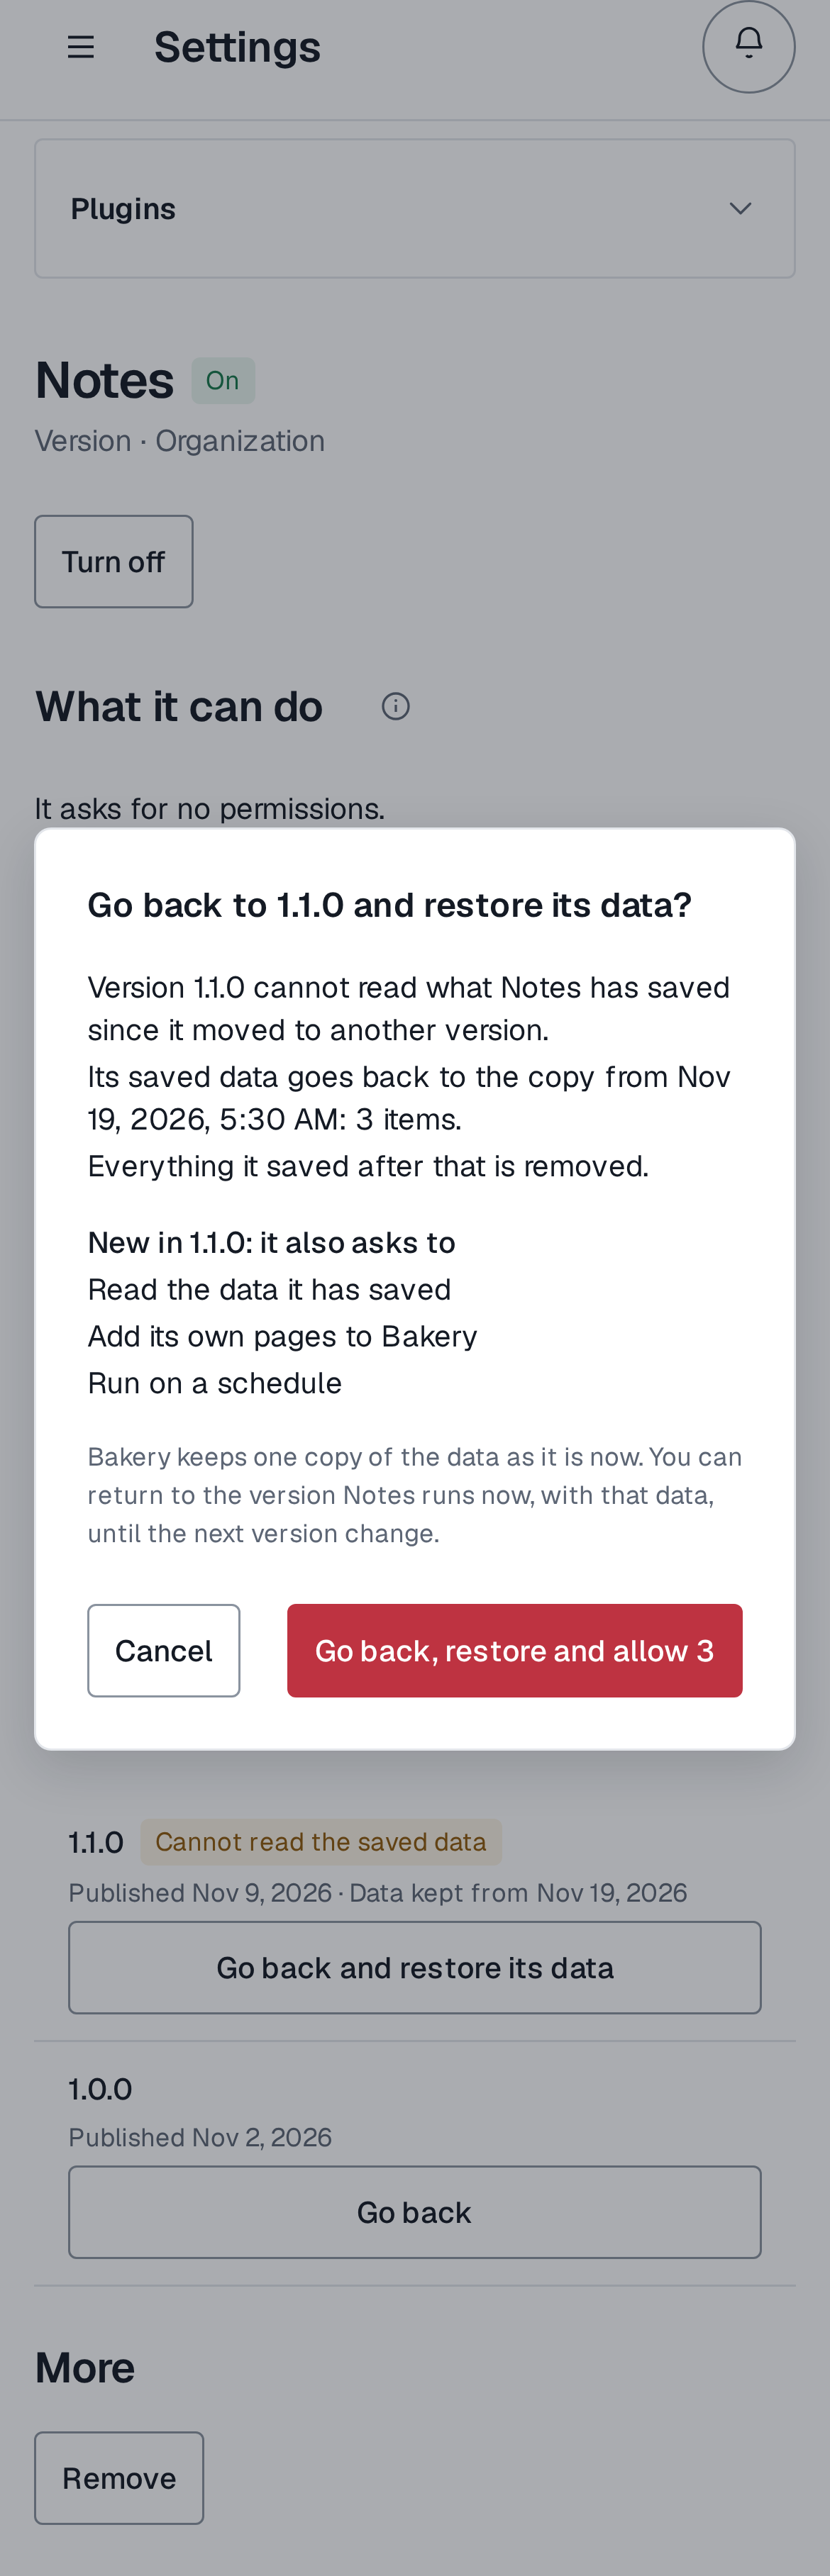 Settings
Plugins
Notes
On
Version · Organization
Turn off
What it can do
It asks for no permissions.
Go back to 1.1.0 and restore its data?
Version 1.1.0 cannot read what Notes has saved
since it moved to another version.
Its saved data goes back to the copy from Nov
19, 2026, 5:30 AM: 3 items.
Everything it saved after that is removed.
New in 1.1.0: it also asks to
Read the data it has saved
Add its own pages to Bakery
Run on a schedule
Bakery keeps one copy of the data as it is now. You can
return to the version Notes runs now, with that data,
until the next version change.
Cancel
Go back, restore and allow 3
1.1.0
Cannot read the saved data
Published Nov 9, 2026 · Data kept from Nov 19, 2026
Go back and restore its data
1.0.0
Published Nov 2, 2026
Go back
More
Remove